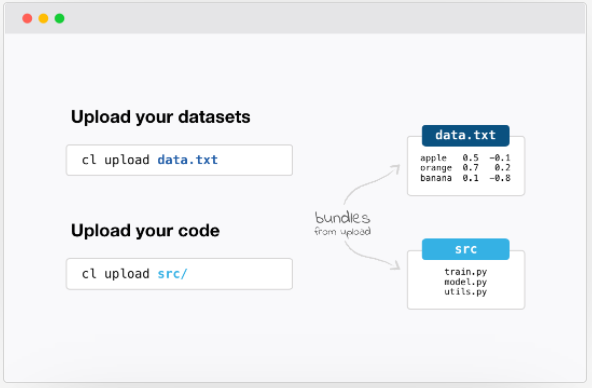 Upload your datasets
cl upload data.txt
Upload your code
cl upload src/
bundles
from upload
data.txt
apple 0.5 −0.1
orange 0.7 0.2
banana 0.1 −0.8
src
train.py
model.py
utils.py